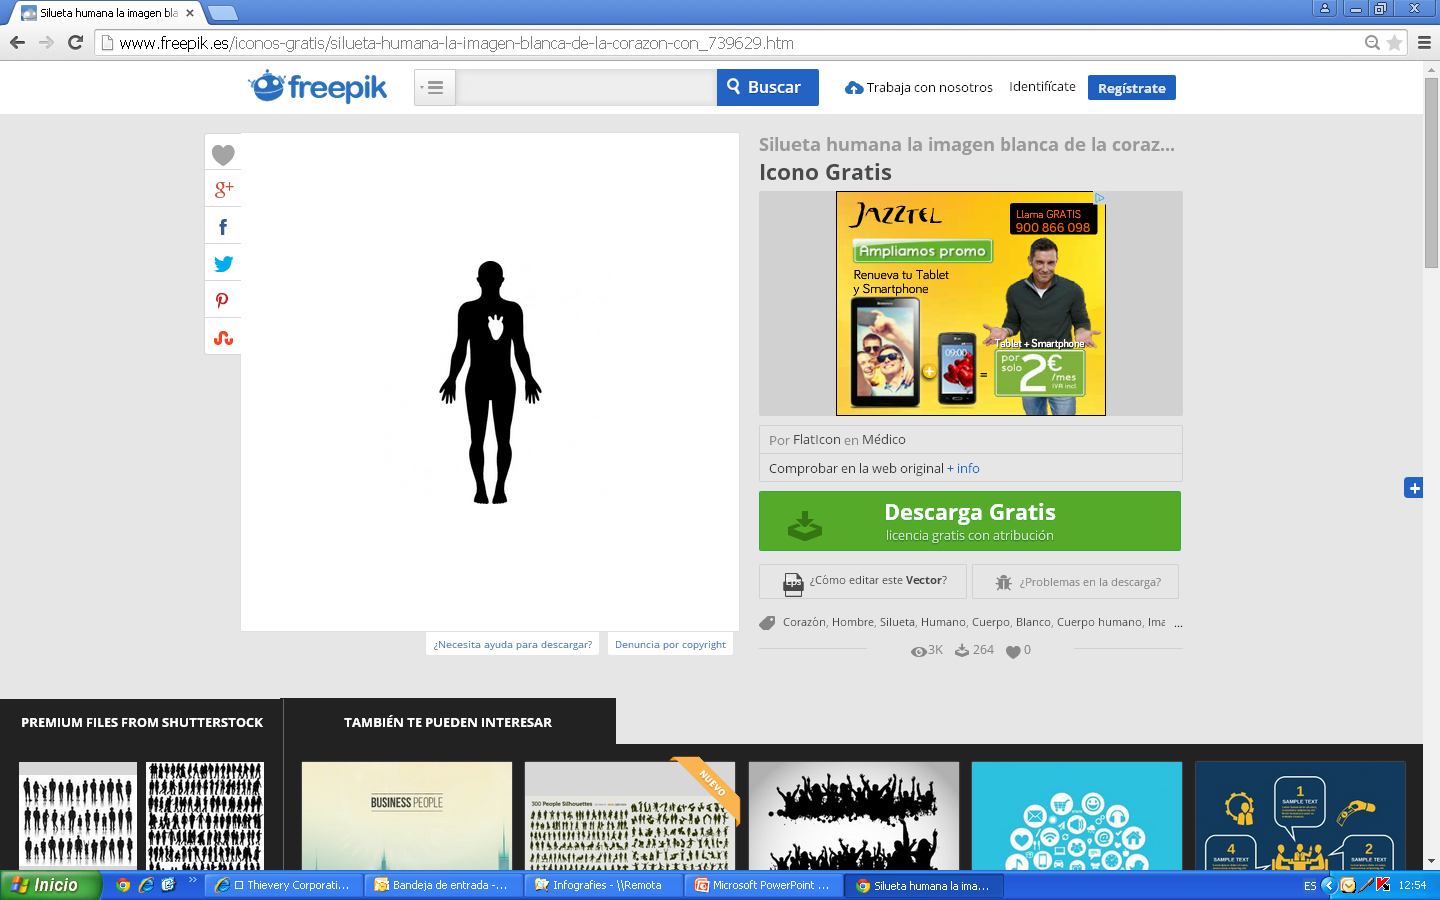 Silueta humana la imagen bla
www.freepik.es/iconos-gratis/silueta-humana-la-imagen-blanca-de-la-corazon-con_739629.htm
freepik
Buscar
Trabaja con nosotros
Identifícate
Regístrate
Silueta humana la imagen blanca de la coraz...
Icono Gratis
JAZZTEL
Llama GRATIS
900 866 098
Ampliamos promo
Renueva tu Tablet
y Smartphone
09:00
Tablet + Smartphone
por
solo
2€
/mes
IVA incl.
Por FlatIcon en Médico
Comprobar en la web original + info
Descarga Gratis
licencia gratis con atribución
EPS
¿Cómo editar este Vector?
¿Problemas en la descarga?
Corazón, Hombre, Silueta, Humano, Cuerpo, Blanco, Cuerpo humano, Ima ...
3K
264
0
¿Necesita ayuda para descargar?
Denuncia por copyright
PREMIUM FILES FROM SHUTTERSTOCK
TAMBIÉN TE PUEDEN INTERESAR
BUSINESS PEOPLE
300 People Silhouettes
NUEVO
1
SAMPLE TEXT
4
SAMPLE TEXT
2
SAMPLE TEXT
Inicio
Thievery Corporati...
Bandeja de entrada -...
Infografies - \\Remota
Microsoft PowerPoint ...
Silueta humana la ima...
ES
12:54